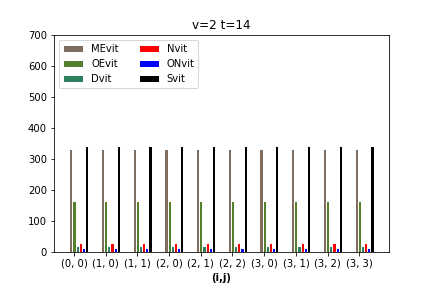 v=2 t=14
700
600
500
400
300
200
100
0
MEvit
OEvit
Dvit
Nvit
ONvit
Svit
(0, 0) (1, 0) (1, 1) (2, 0) (2, 1) (2, 2) (3, 0) (3, 1) (3, 2) (3, 3)
(i,j)